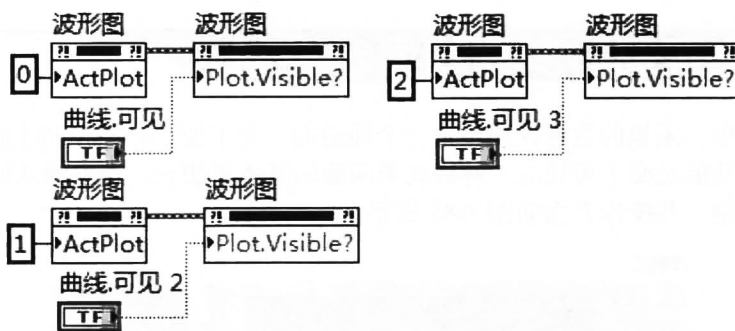 波形图 波形图
?! ?! ?! ?!
0 ActPlot Plot.Visible?
曲线.可见
TF
波形图 波形图
?! ?! ?! ?!
2 ActPlot Plot.Visible?
曲线.可见 3
TF
波形图 波形图
?! ?! ?! ?!
1 ActPlot Plot.Visible?
曲线.可见 2
TF